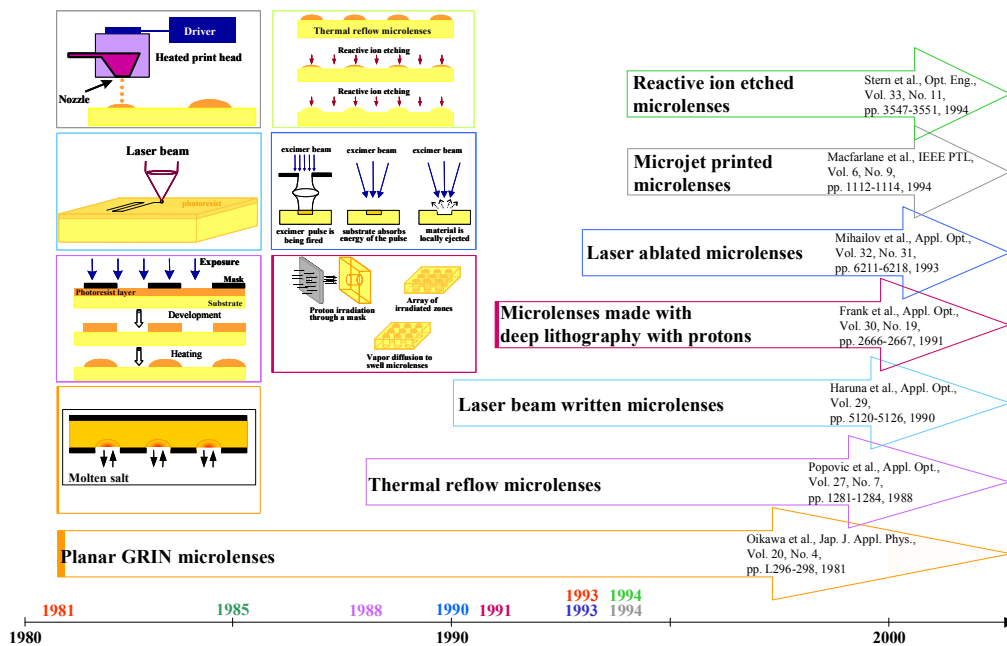 Driver
Heated print head
Nozzle
Thermal reflow microlenses
Reactive ion etching
Reactive ion etching
Laser beam
photoresist
excimer beam
excimer beam
excimer beam
excimer pulse is
being fired
substrate absorbs
energy of the pulse
material is
locally ejected
Exposure
Mask
Photoresist layer
Substrate
Development
Heating
Proton irradiation
through a mask
Array of
irradiated zones
Vapor diffusion to
swell microlenses
Molten salt
Reactive ion etched
microlenses
Stern et al., Opt. Eng.,
Vol. 33, No. 11,
pp. 3547-3551, 1994
Microjet printed
microlenses
Macfarlane et al., IEEE PTL,
Vol. 6, No. 9,
pp. 1112-1114, 1994
Laser ablated microlenses
Mihailov et al., Appl. Opt.,
Vol. 32, No. 31,
pp. 6211-6218, 1993
Microlenses made with
deep lithography with protons
Frank et al., Appl. Opt.,
Vol. 30, No. 19,
pp. 2666-2667, 1991
Laser beam written microlenses
Haruna et al., Appl. Opt.,
Vol. 29,
pp. 5120-5126, 1990
Thermal reflow microlenses
Popovic et al., Appl. Opt.,
Vol. 27, No. 7,
pp. 1281-1284, 1988
Planar GRIN microlenses
Oikawa et al., Jap. J. Appl. Phys.,
Vol. 20, No. 4,
pp. L296-298, 1981
1993 1994
1981 1985 1988 1990 1991 1993 1994
1980 1990 2000